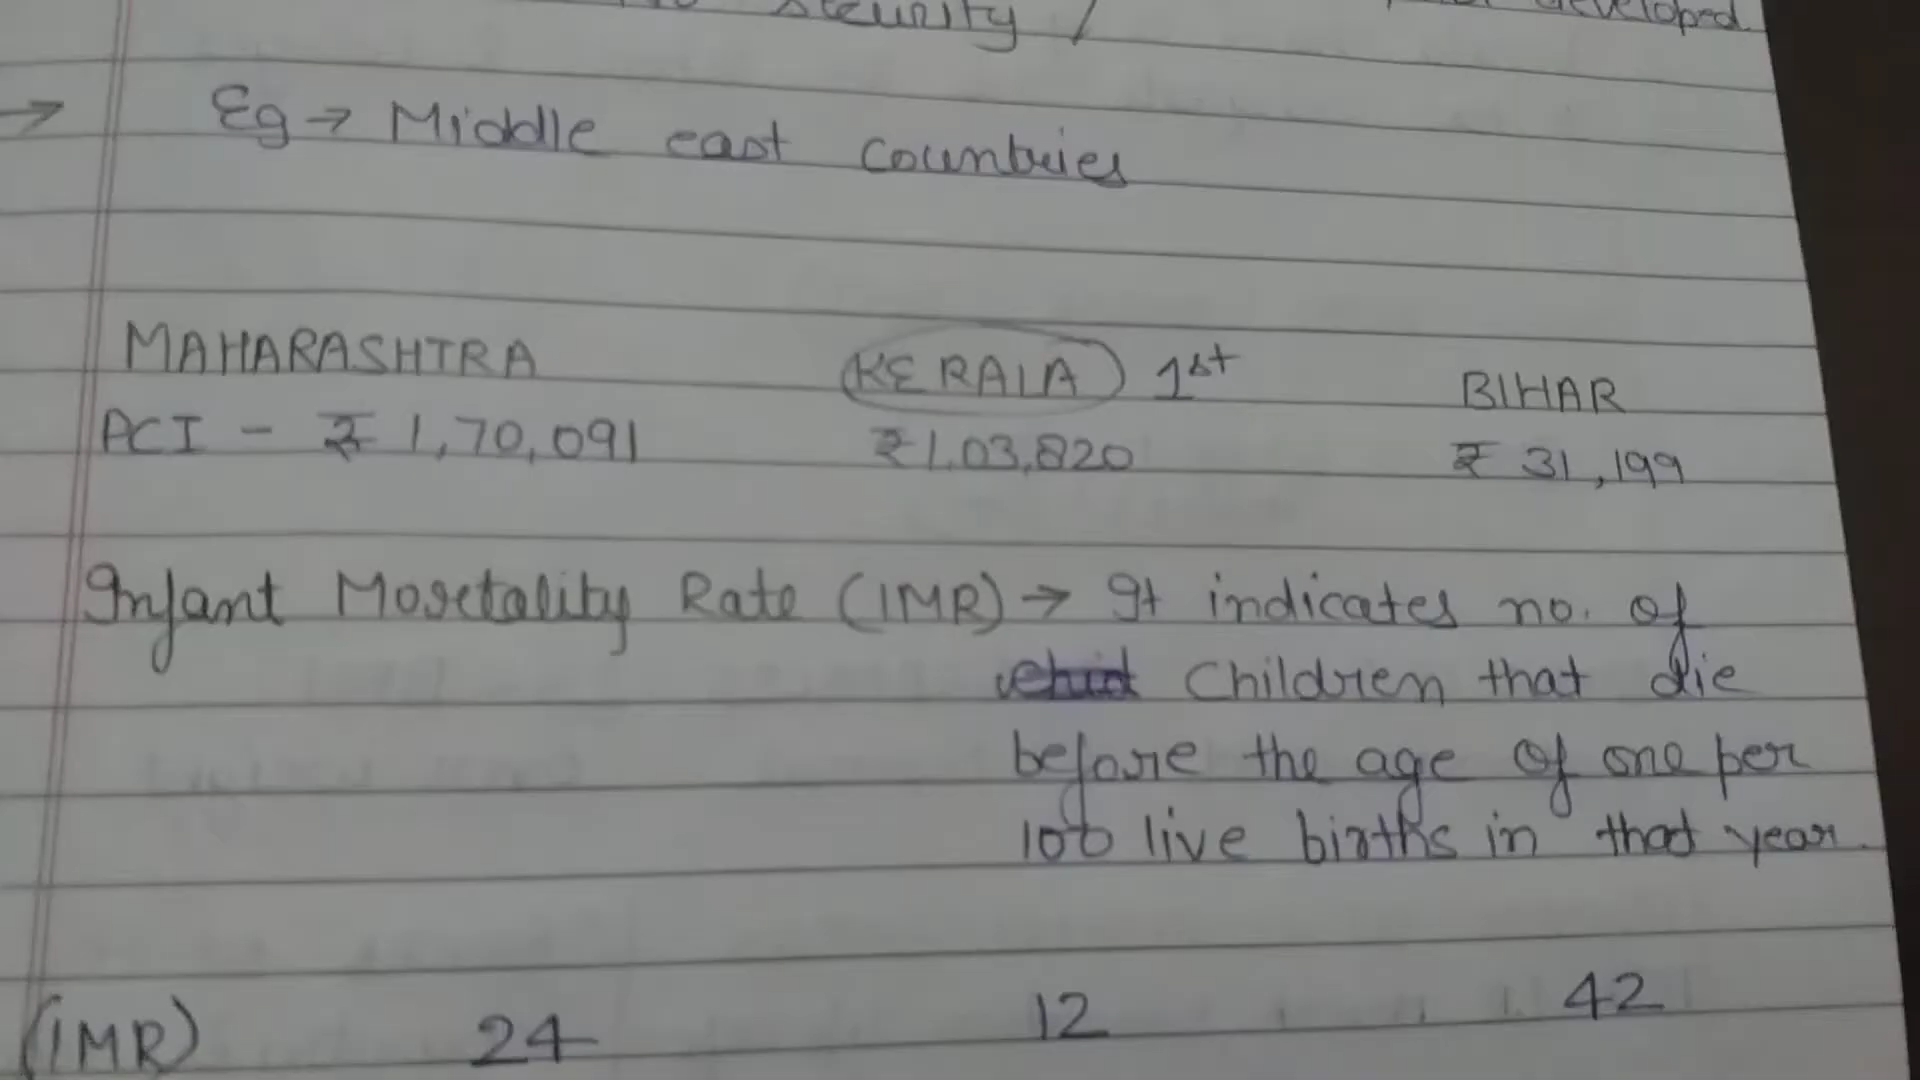 security /
developed
→ Eg → Middle east countries
MAHARASHTRA KERALA 1st BIHAR
PCI - ₹ 1,70,091 ₹1,03,820 ₹ 31,199
Infant Mortality Rate (IMR) → It indicates no. of
children that die
before the age of one per
100 live births in that year.
(IMR) 24 12 42